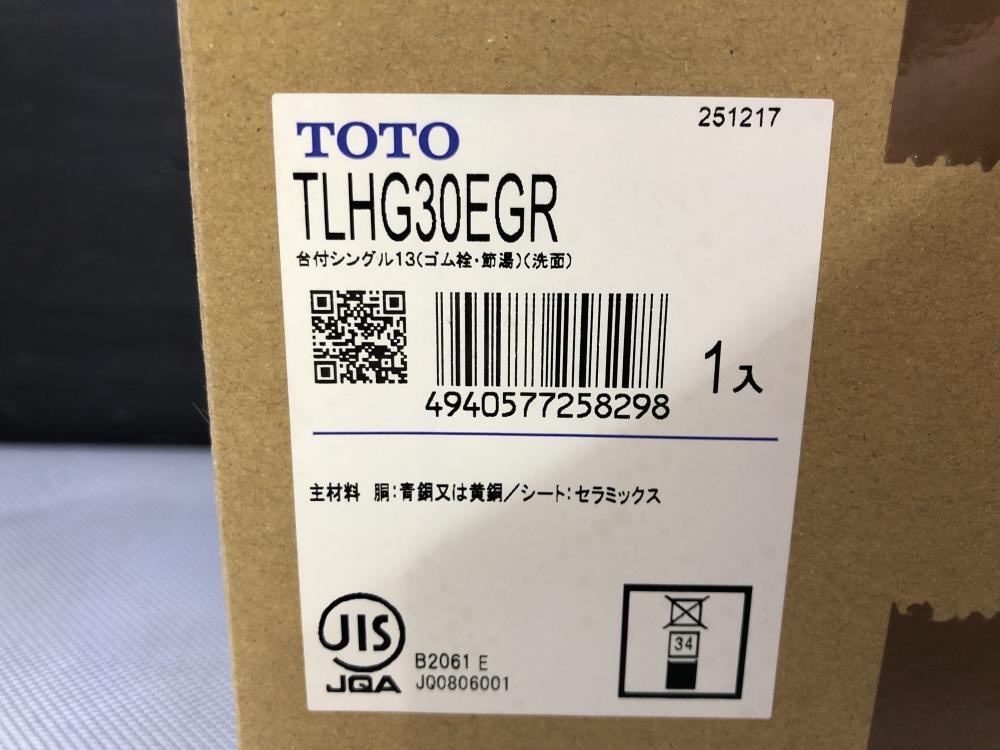 251217
TOTO
TLHG30EGR
台付シングル13(ゴム栓・節湯)(洗面)
4940577258298
1入
主材料 胴:青銅又は黄銅/シート:セラミックス
JIS
JQA
B2061 E
JQ0806001
34